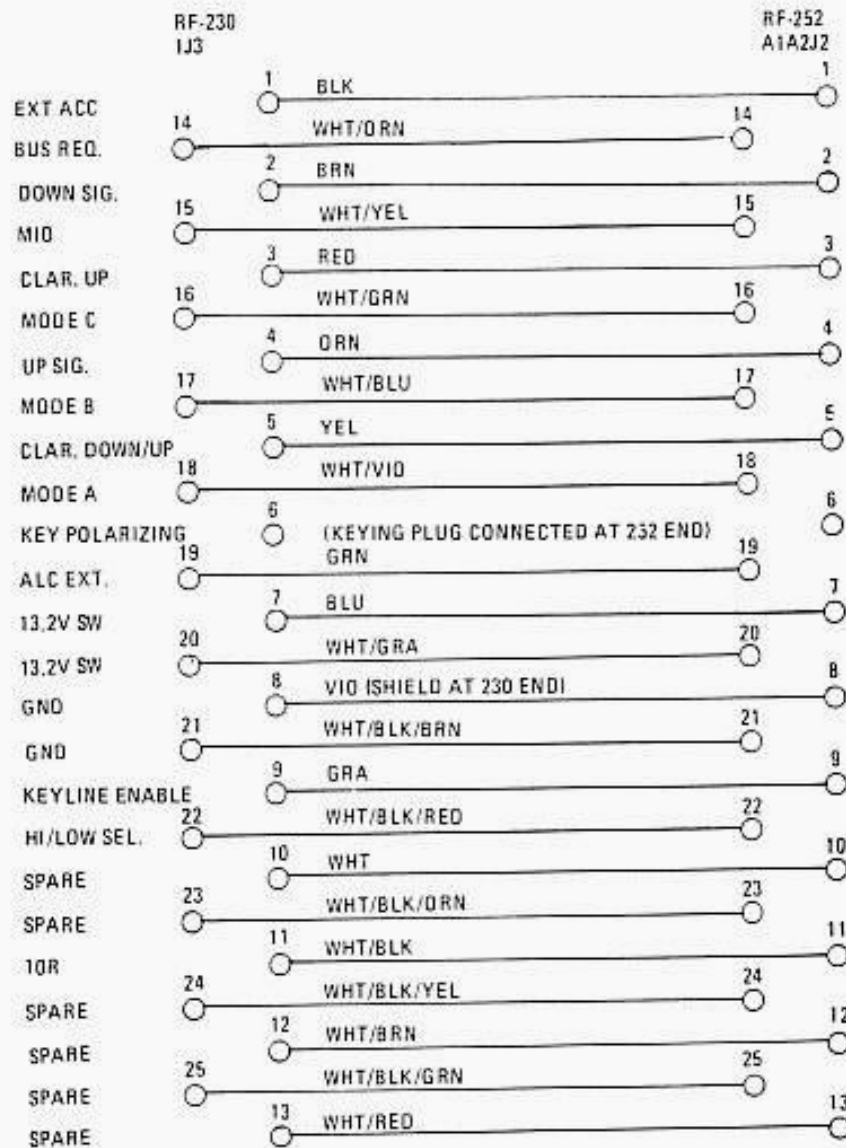 RF-230 RF-252
1J3 A1A2J2
1 BLK 1
EXT ACC
14 WHT/ORN 14
BUS REQ.
2 BRN 2
DOWN SIG.
15 WHT/YEL 15
MIO
3 RED 3
CLAR. UP
16 WHT/GRN 16
MODE C
4 ORN 4
UP SIG.
17 WHT/BLU 17
MODE B
5 YEL 5
CLAR. DOWN/UP
18 WHT/VIO 18
MODE A
6 6
KEY POLARIZING (KEYING PLUG CONNECTED AT 252 END)
19 GRN 19
ALC EXT.
7 BLU 7
13.2V SW
20 WHT/GRA 20
13.2V SW
8 VIO (SHIELD AT 230 END) 8
GND
21 WHT/BLK/BRN 21
GND
9 GRA 9
KEYLINE ENABLE
22 WHT/BLK/RED 22
HI/LOW SEL.
10 WHT 10
SPARE
23 WHT/BLK/ORN 23
SPARE
11 WHT/BLK 11
10R
24 WHT/BLK/YEL 24
SPARE
12 WHT/BRN 12
SPARE
25 WHT/BLK/GRN 25
SPARE
13 WHT/RED 13
SPARE